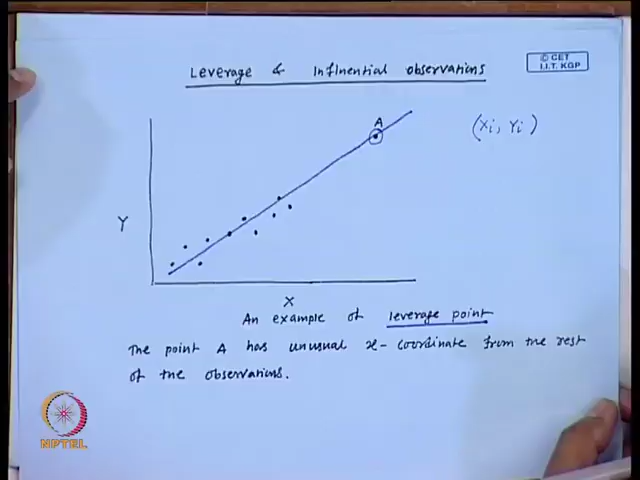 Leverage & Influential observations
© CET
I.I.T. KGP
A
(Xi, Yi)
Y
X
An example of leverage point
The point A has unusual x-coordinate from the rest
of the observations.
NPTEL